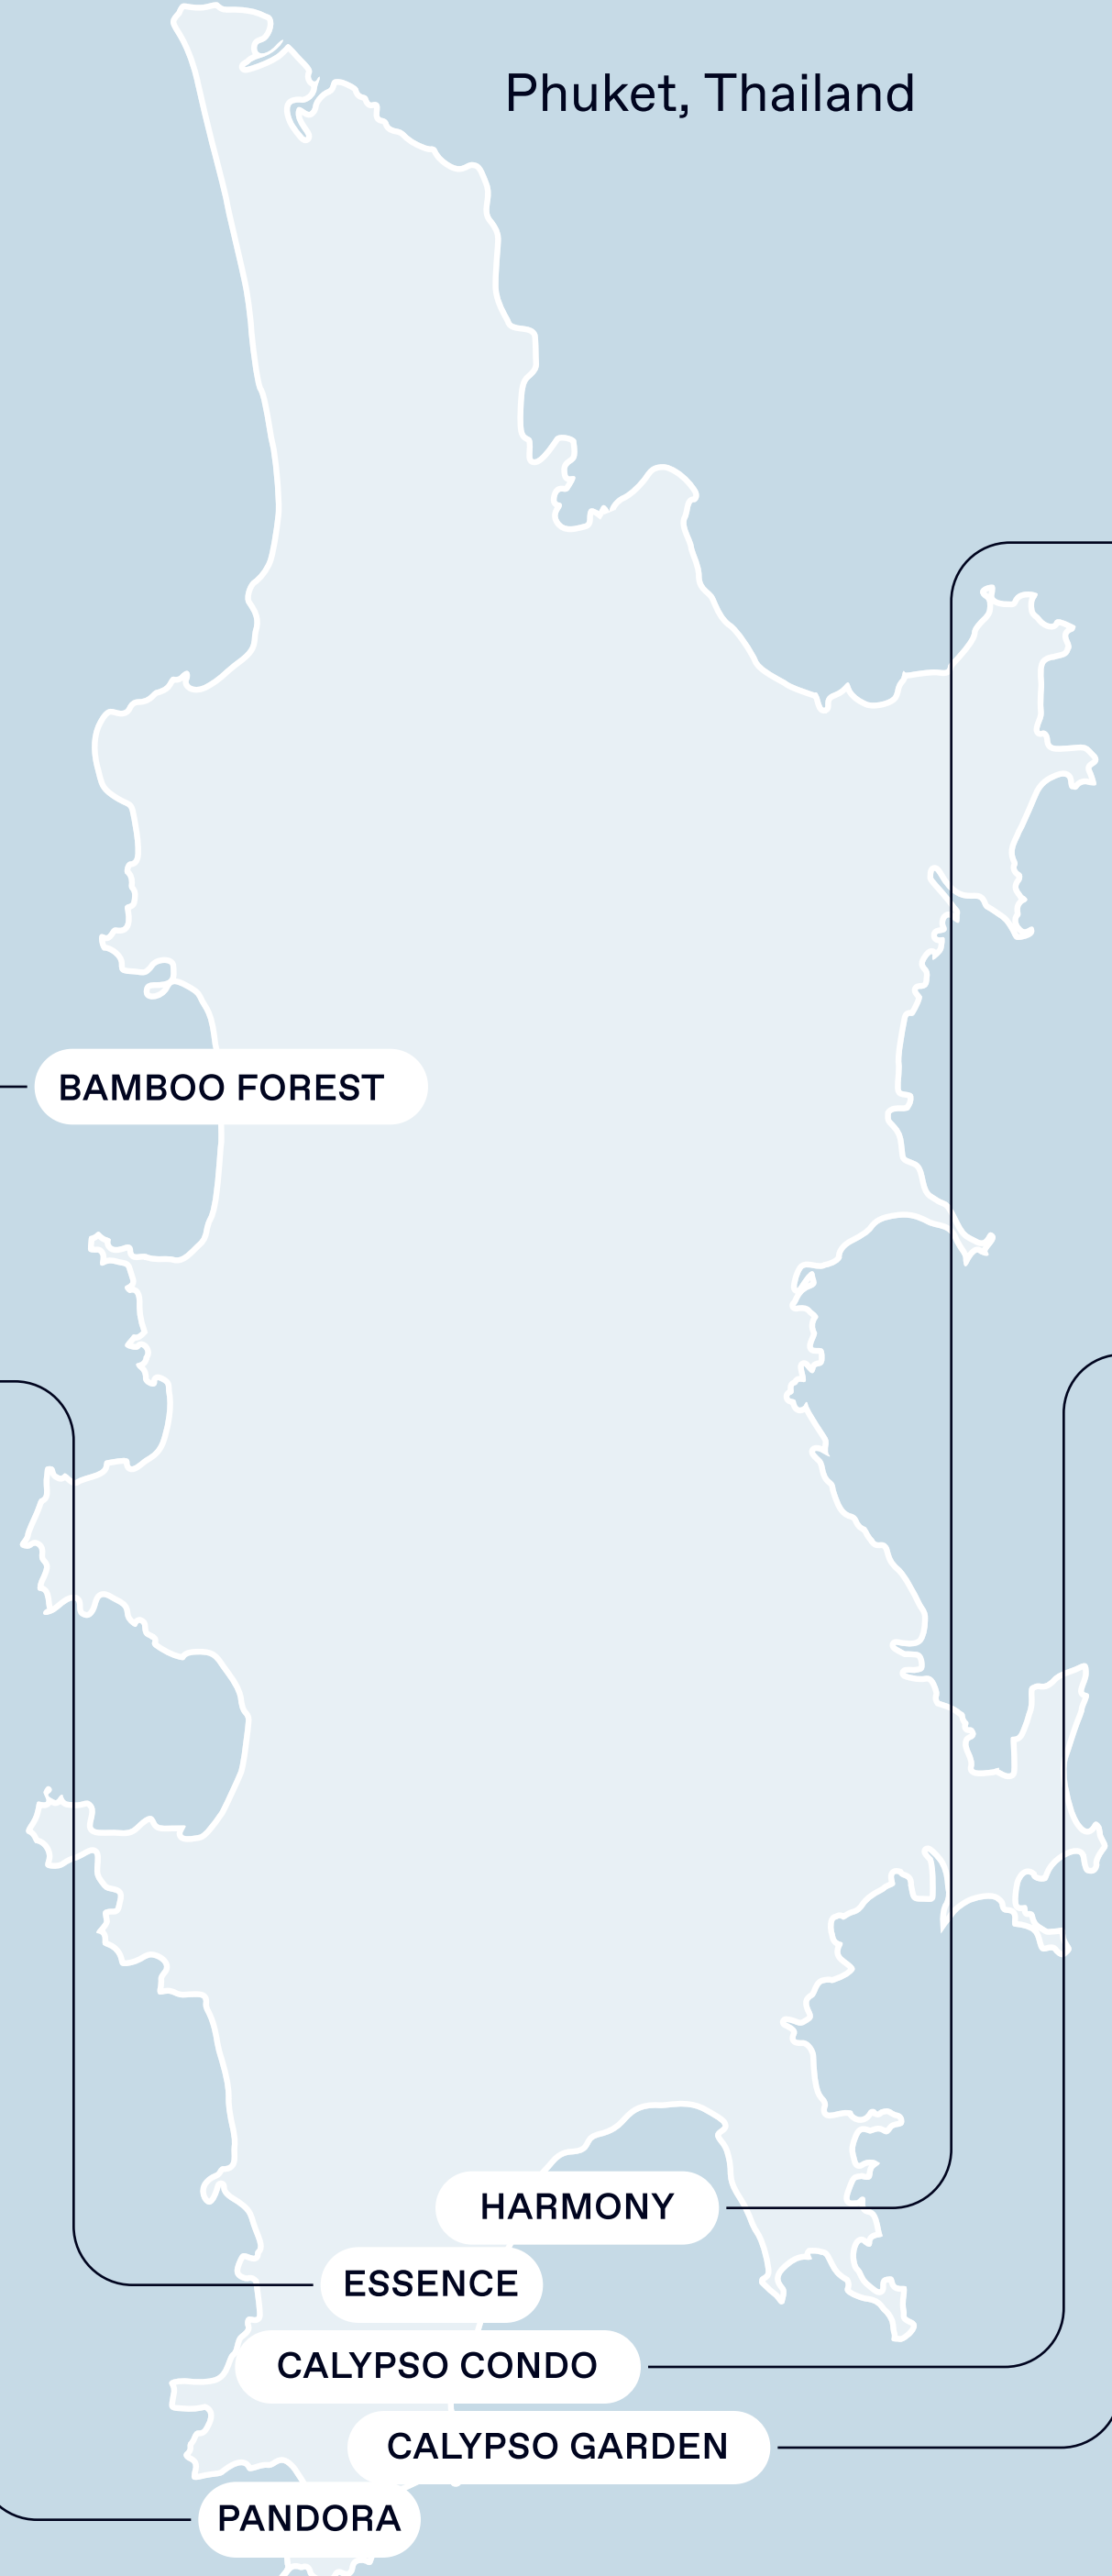 Phuket, Thailand
BAMBOO FOREST
HARMONY
ESSENCE
CALYPSO CONDO
CALYPSO GARDEN
PANDORA